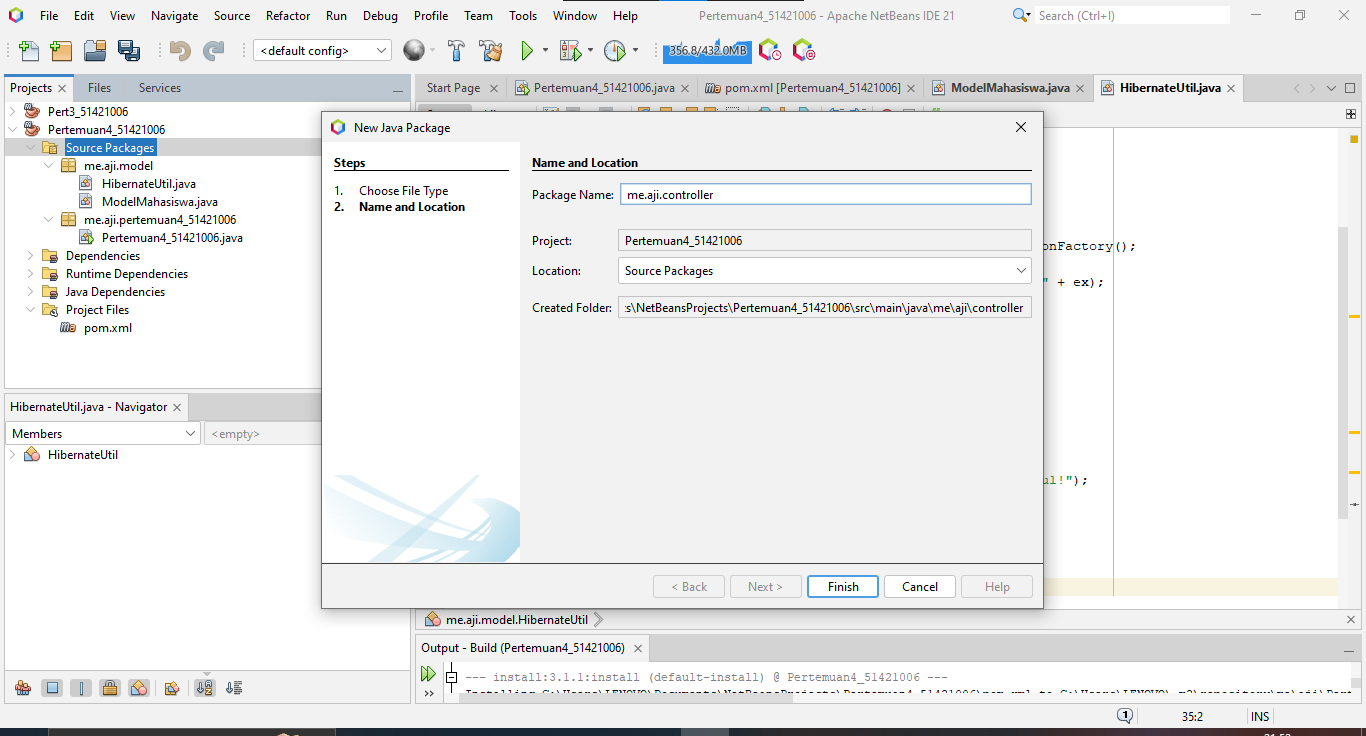 File Edit View Navigate Source Refactor Run Debug Profile Team Tools Window Help
Pertemuan4_51421006 - Apache NetBeans IDE 21
Search (Ctrl+I)
<default config>
356.8/432.0MB
Projects Files Services
Pert3_51421006
Pertemuan4_51421006
Source Packages
me.aji.model
HibernateUtil.java
ModelMahasiswa.java
me.aji.pertemuan4_51421006
Pertemuan4_51421006.java
Dependencies
Runtime Dependencies
Java Dependencies
Project Files
pom.xml
HibernateUtil.java - Navigator
Members
<empty>
HibernateUtil
Start Page Pertemuan4_51421006.java pom.xml [Pertemuan4_51421006] ModelMahasiswa.java HibernateUtil.java
onFactory();
" + ex);
ul!");
New Java Package
Steps
1. Choose File Type
2. Name and Location
Name and Location
Package Name: me.aji.controller
Project: Pertemuan4_51421006
Location: Source Packages
Created Folder: :s\NetBeansProjects\Pertemuan4_51421006\src\main\java\me\aji\controller
< Back Next > Finish Cancel Help
me.aji.model.HibernateUtil
Output - Build (Pertemuan4_51421006)
--- install:3.1.1:install (default-install) @ Pertemuan4_51421006 ---
35:2 INS